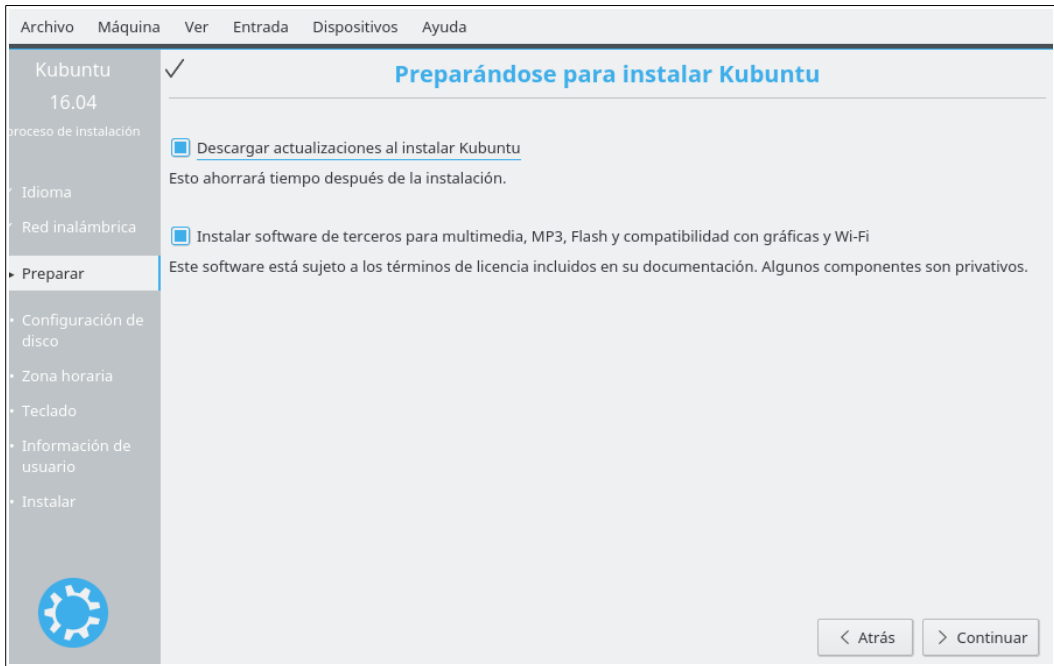 Archivo Máquina Ver Entrada Dispositivos Ayuda
Kubuntu
16.04
proceso de instalación
Idioma
Red inalámbrica
Preparar
Configuración de
disco
Zona horaria
Teclado
Información de
usuario
Instalar
Preparándose para instalar Kubuntu
Descargar actualizaciones al instalar Kubuntu
Esto ahorrará tiempo después de la instalación.
Instalar software de terceros para multimedia, MP3, Flash y compatibilidad con gráficas y Wi-Fi
Este software está sujeto a los términos de licencia incluidos en su documentación. Algunos componentes son privativos.
Atrás Continuar